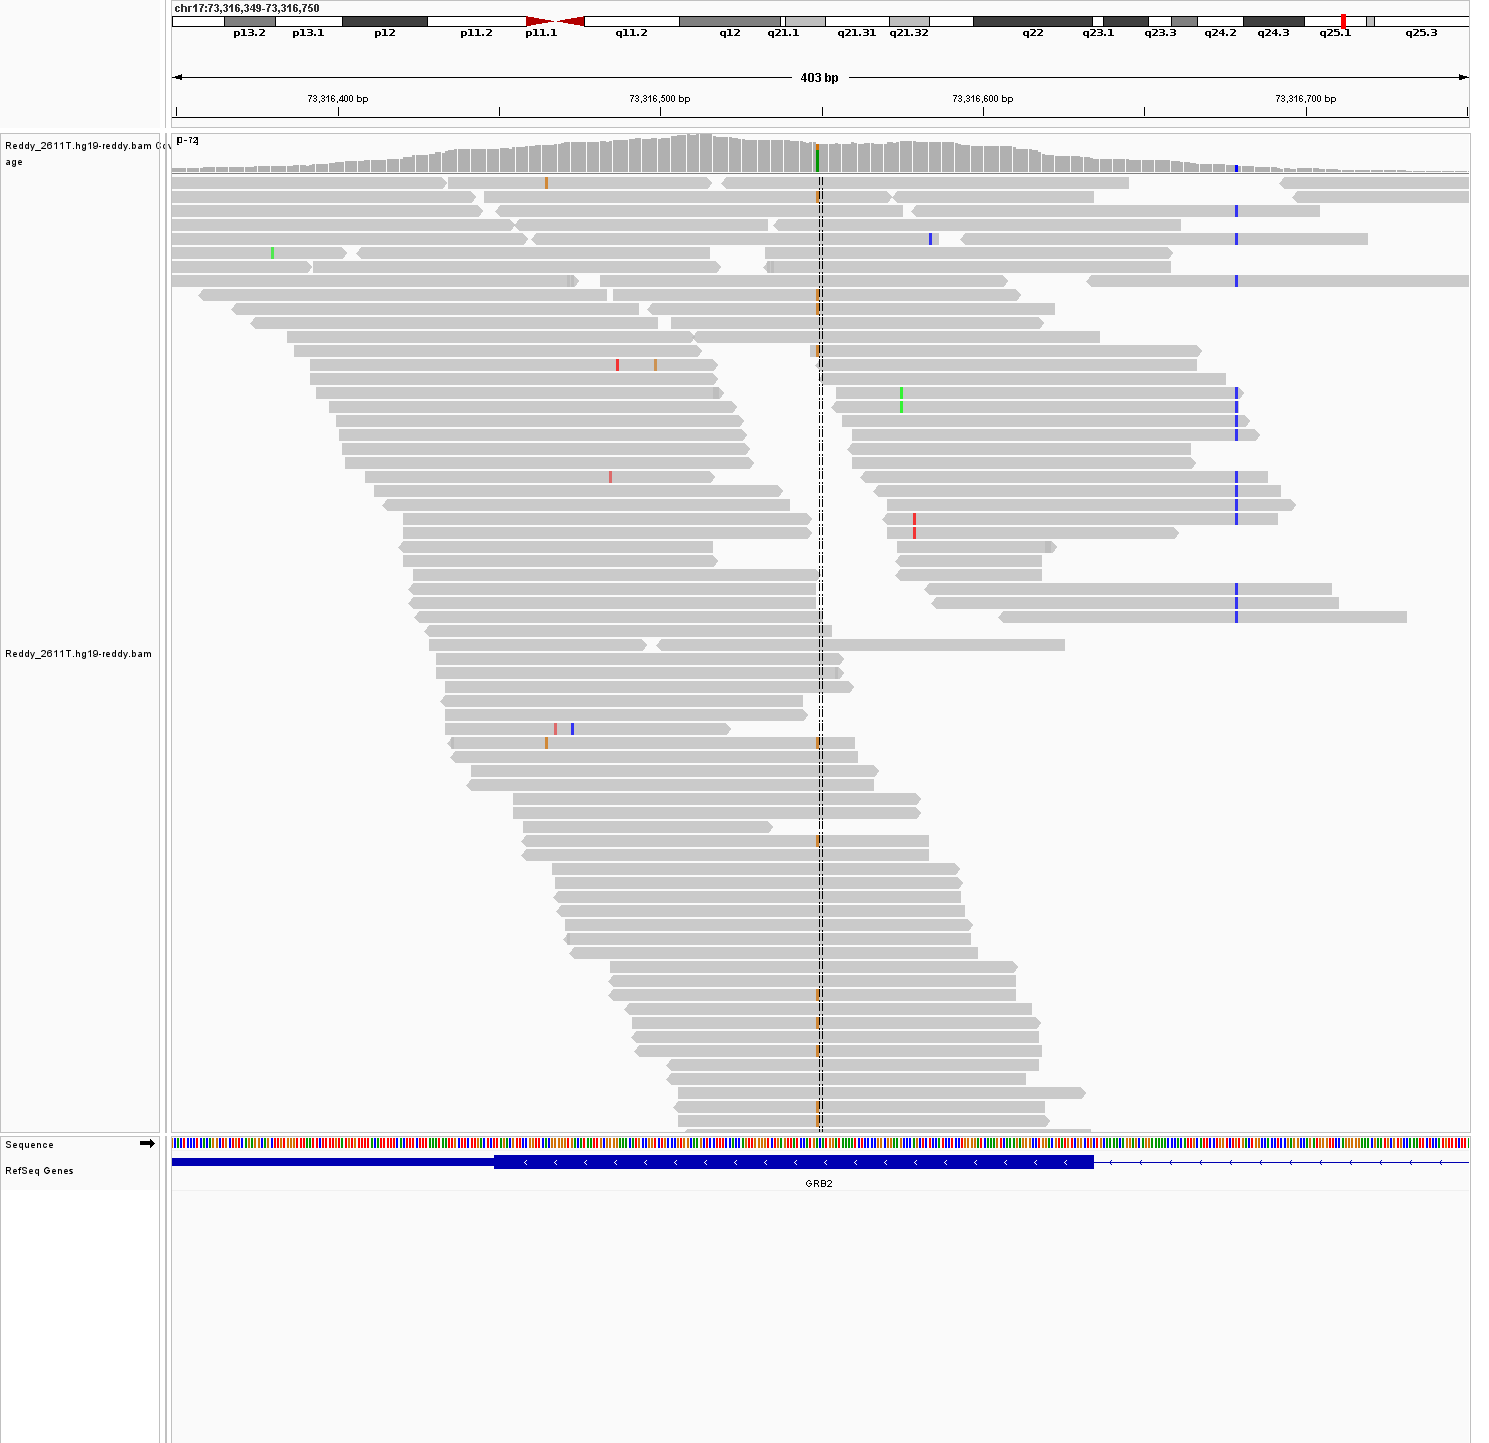 chr17:73,316,349-73,316,750
p13.2 p13.1 p12 p11.2 p11.1 q11.2 q12 q21.1 q21.31 q21.32 q22 q23.1 q23.3 q24.2 q24.3 q25.1 q25.3
403 bp
73,316,400 bp 73,316,500 bp 73,316,600 bp 73,316,700 bp
Reddy_2611T.hg19-reddy.bam Cov
age
[0-72]
Reddy_2611T.hg19-reddy.bam
Sequence
RefSeq Genes
GRB2